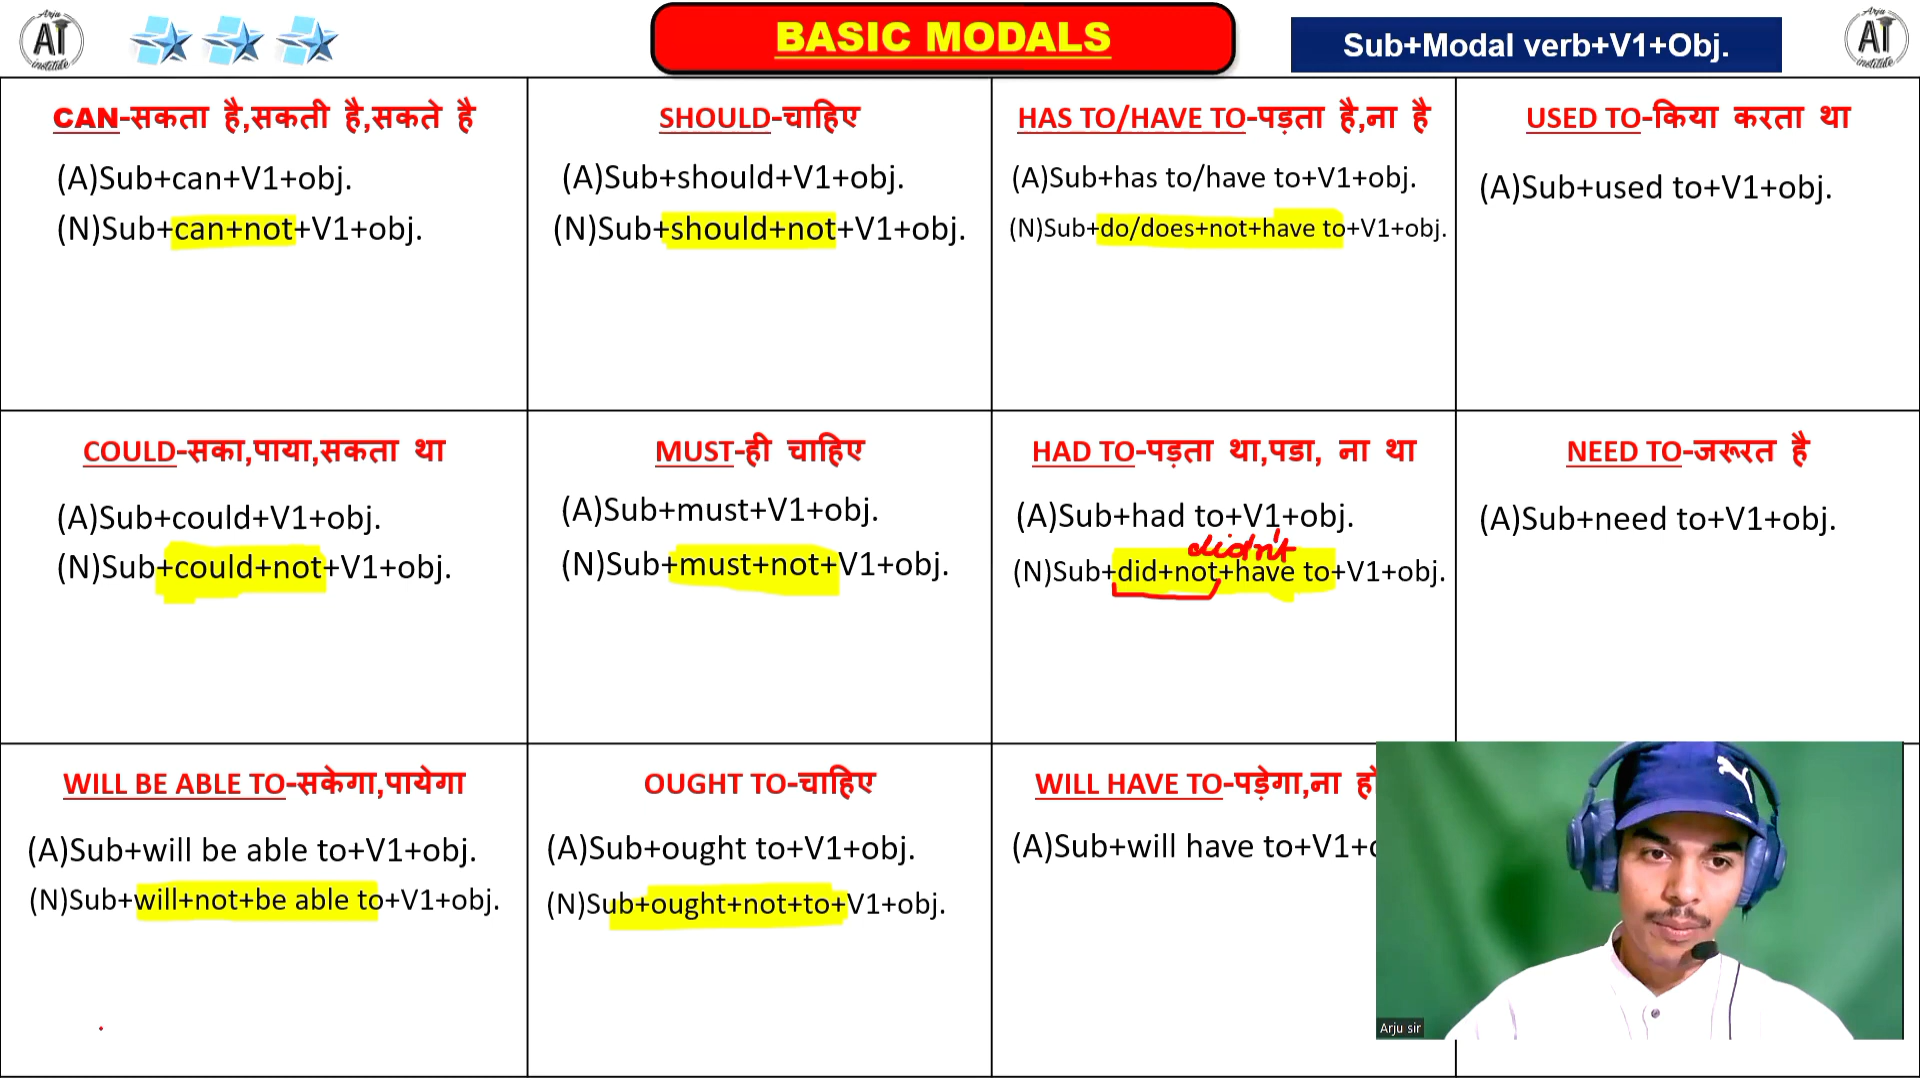 Arju
AT
institute
BASIC MODALS
Sub+Modal verb+V1+Obj.
Arju
AT
institute
CAN-सकता है,सकती है,सकते है
(A)Sub+can+V1+obj.
(N)Sub+can+not+V1+obj.
SHOULD-चाहिए
(A)Sub+should+V1+obj.
(N)Sub+should+not+V1+obj.
HAS TO/HAVE TO-पड़ता है,ना है
(A)Sub+has to/have to+V1+obj.
(N)Sub+do/does+not+have to+V1+obj.
USED TO-किया करता था
(A)Sub+used to+V1+obj.
COULD-सका,पाया,सकता था
(A)Sub+could+V1+obj.
(N)Sub+could+not+V1+obj.
MUST-ही चाहिए
(A)Sub+must+V1+obj.
(N)Sub+must+not+V1+obj.
HAD TO-पड़ता था,पडा, ना था
(A)Sub+had to+V1+obj.
didn't
(N)Sub+did+not+have to+V1+obj.
NEED TO-जरूरत है
(A)Sub+need to+V1+obj.
WILL BE ABLE TO-सकेगा,पायेगा
(A)Sub+will be able to+V1+obj.
(N)Sub+will+not+be able to+V1+obj.
OUGHT TO-चाहिए
(A)Sub+ought to+V1+obj.
(N)Sub+ought+not+to+V1+obj.
WILL HAVE TO-पड़ेगा,ना
(A)Sub+will have to+V1+
Arju sir